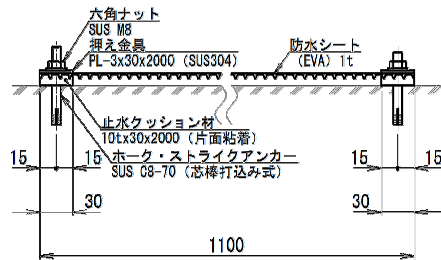 六角ナット
SUS M8
押え金具
PL-3x30x2000 (SUS304)
防水シート
(EVA) 1t
止水クッション材
10tx30x2000 (片面粘着)
ホーク・ストライクアンカー
SUS C8-70 (芯棒打込み式)
15 15 15 15
30 30
1100